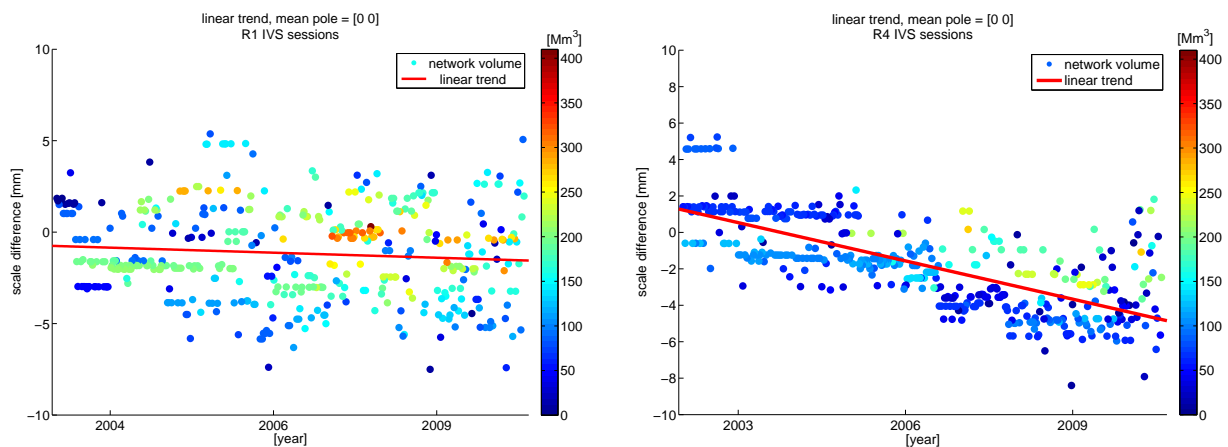 linear trend, mean pole = [0 0]
R1 IVS sessions
[Mm³]
network volume
linear trend
10
5
0
−5
−10
scale difference [mm]
2004
2006
2009
[year]
400
350
300
250
200
150
100
50
0
linear trend, mean pole = [0 0]
R4 IVS sessions
[Mm³]
network volume
linear trend
10
8
6
4
2
0
−2
−4
−6
−8
−10
scale difference [mm]
2003
2006
2009
[year]
400
350
300
250
200
150
100
50
0